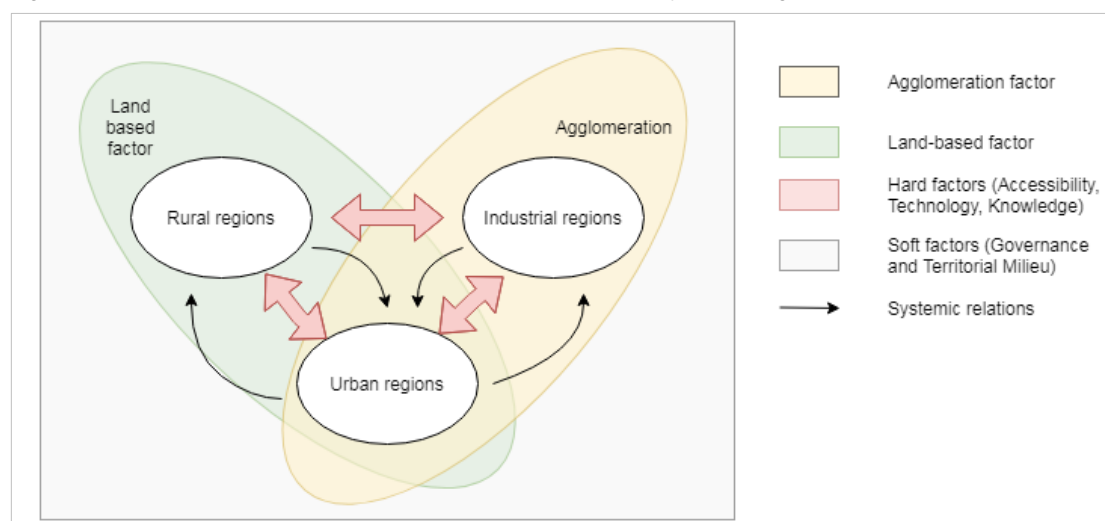 Land
based
factor
Agglomeration
Rural regions
Industrial regions
Urban regions
Agglomeration factor
Land-based factor
Hard factors (Accessibility,
Technology, Knowledge)
Soft factors (Governance
and Territorial Milieu)
Systemic relations